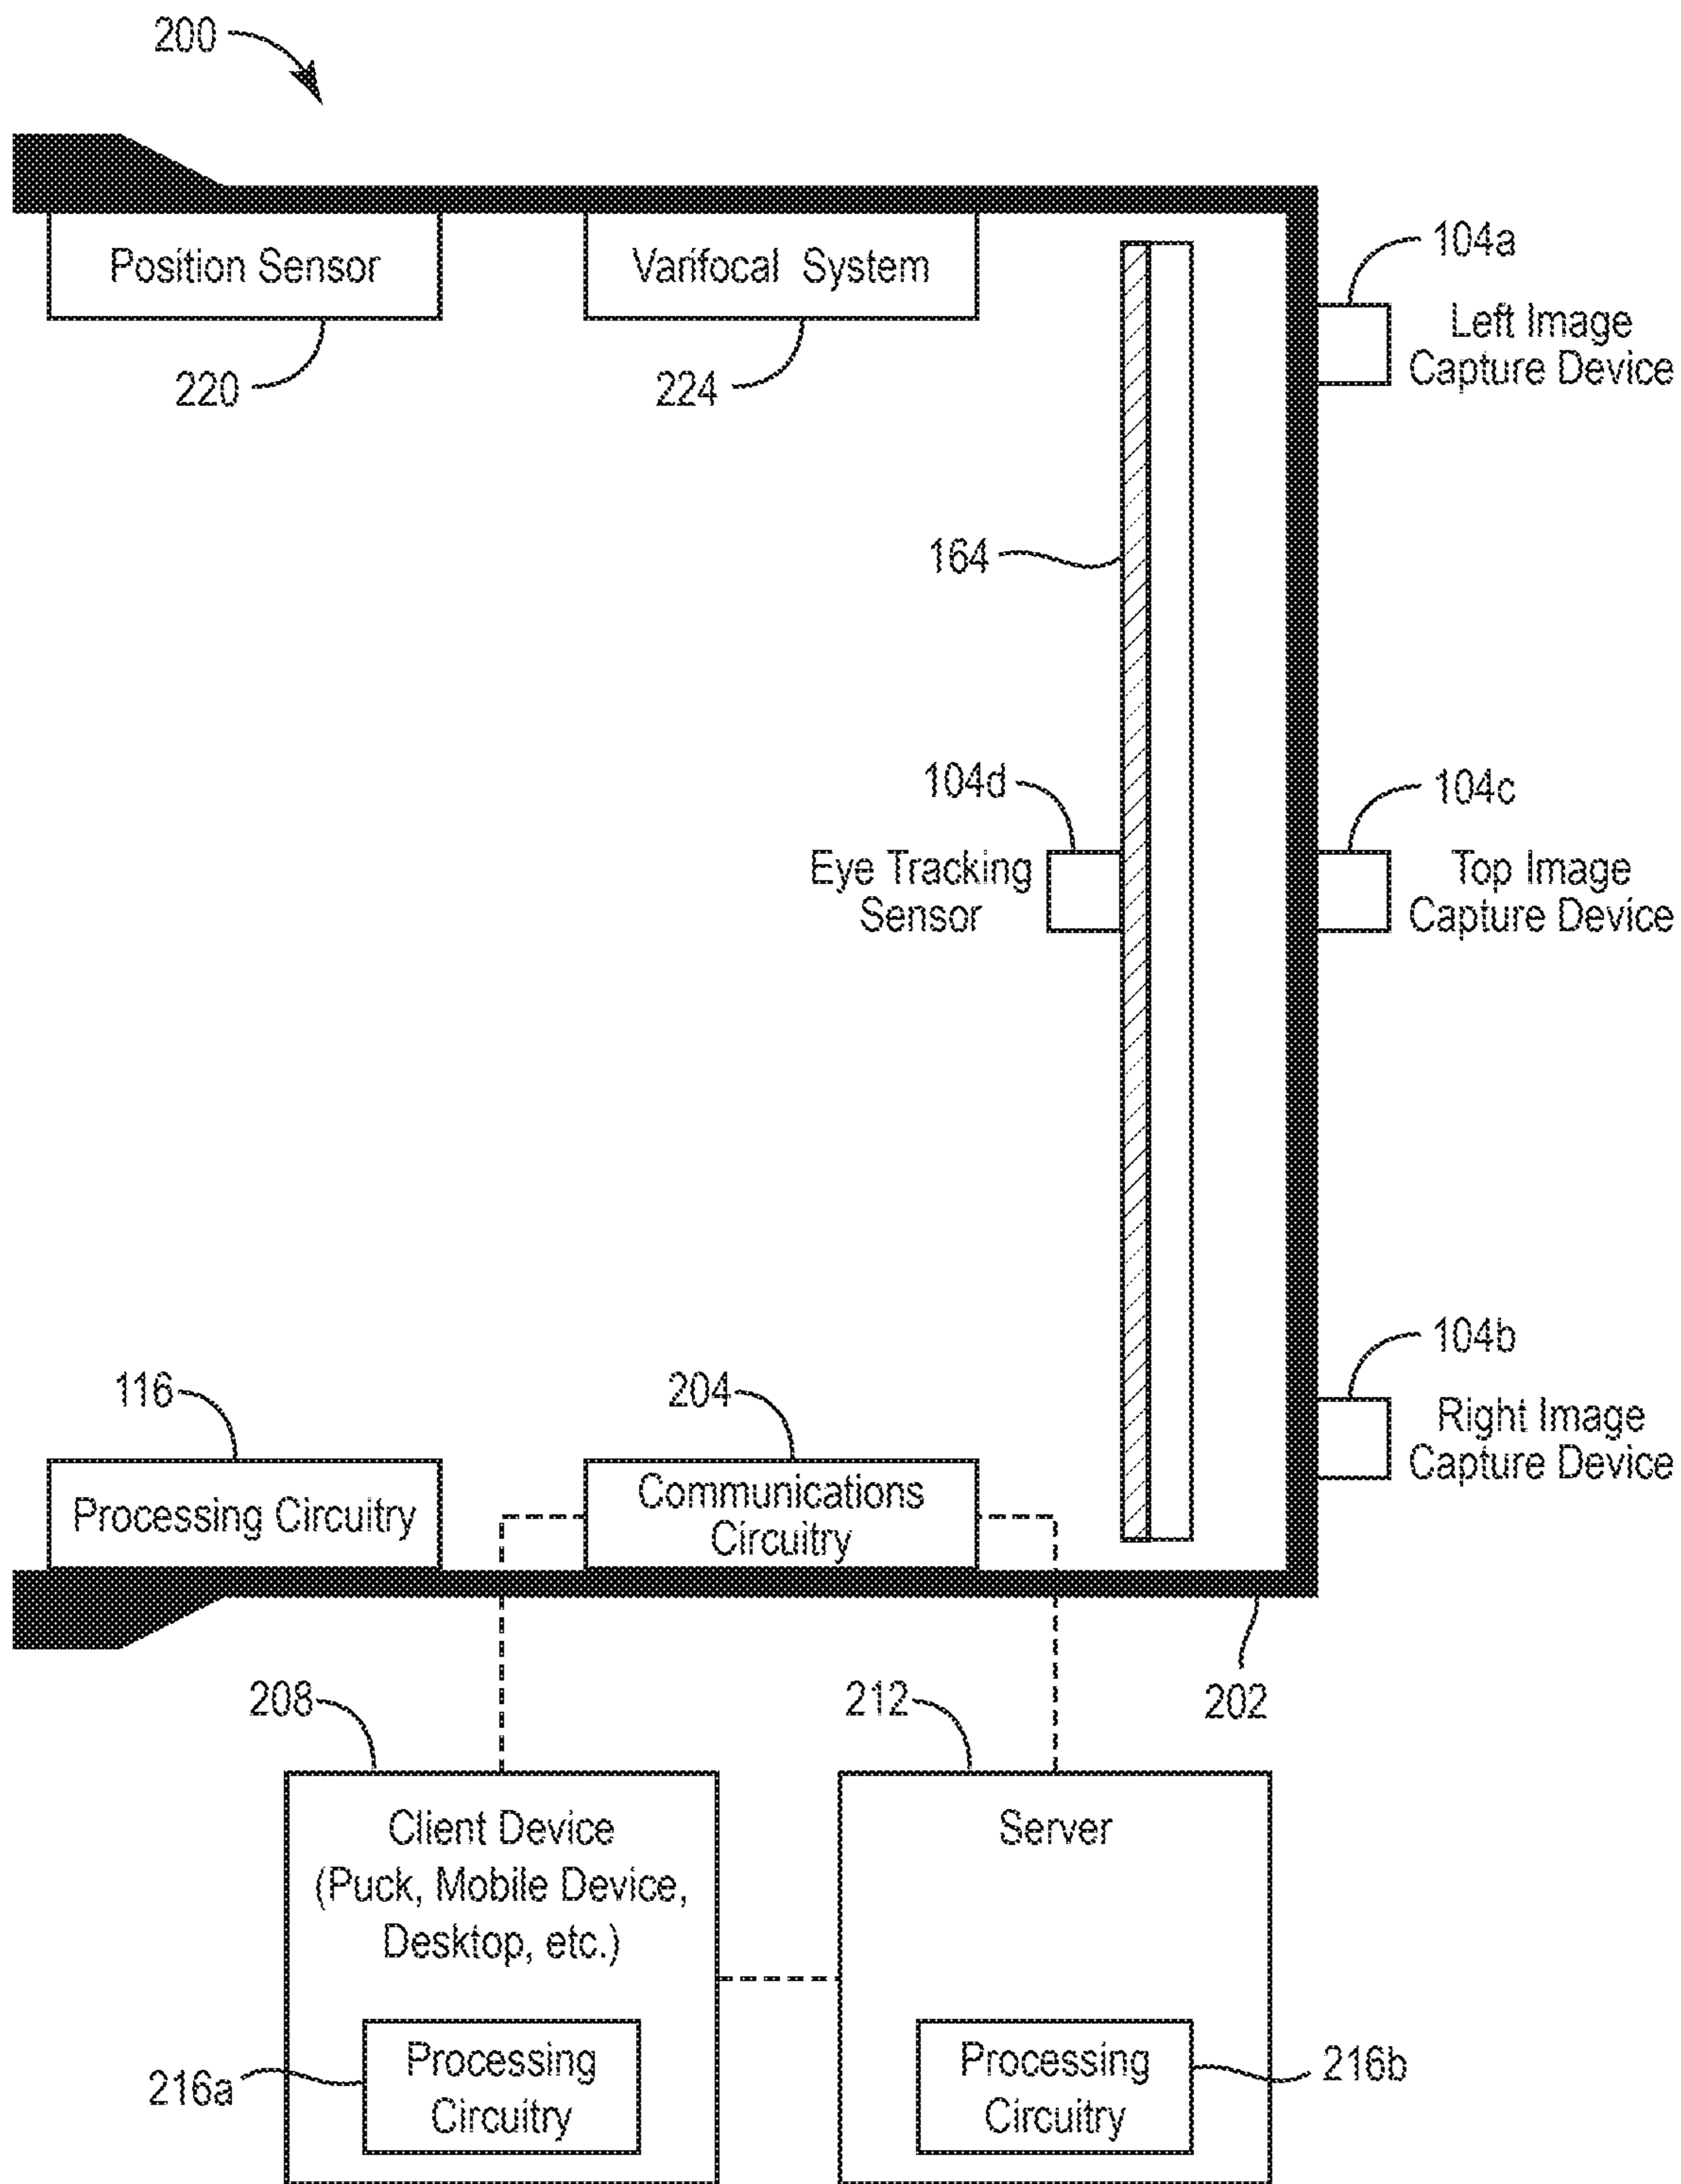 200
Position Sensor
220
Varifocal System
224
104a
Left Image
Capture Device
164
104d
Eye Tracking
Sensor
104c
Top Image
Capture Device
104b
Right Image
Capture Device
116
Processing Circuitry
204
Communications
Circuitry
202
208
Client Device
(Puck, Mobile Device,
Desktop, etc.)
216a
Processing
Circuitry
212
Server
Processing
Circuitry
216b